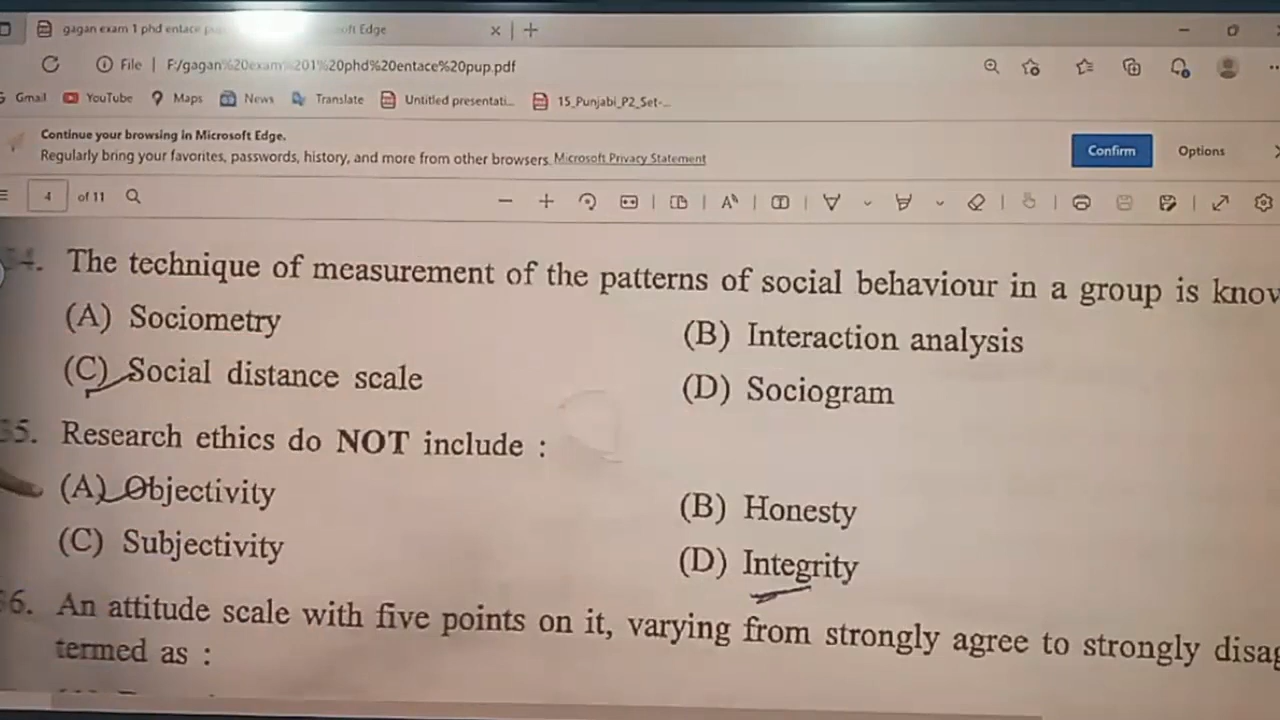 gagan exam 1 phd entace
oft Edge
File | F:/gagan%20exam%201%20phd%20entace%20pup.pdf
Gmail YouTube Maps News Translate Untitled presentati... 15_Punjabi_P2_Set-...
Continue your browsing in Microsoft Edge.
Regularly bring your favorites, passwords, history, and more from other browsers. Microsoft Privacy Statement
Confirm Options
4 of 11
4. The technique of measurement of the patterns of social behaviour in a group is know
(A) Sociometry (B) Interaction analysis
(C) Social distance scale (D) Sociogram
35. Research ethics do NOT include :
(A) Objectivity (B) Honesty
(C) Subjectivity (D) Integrity
36. An attitude scale with five points on it, varying from strongly agree to strongly disag
termed as :